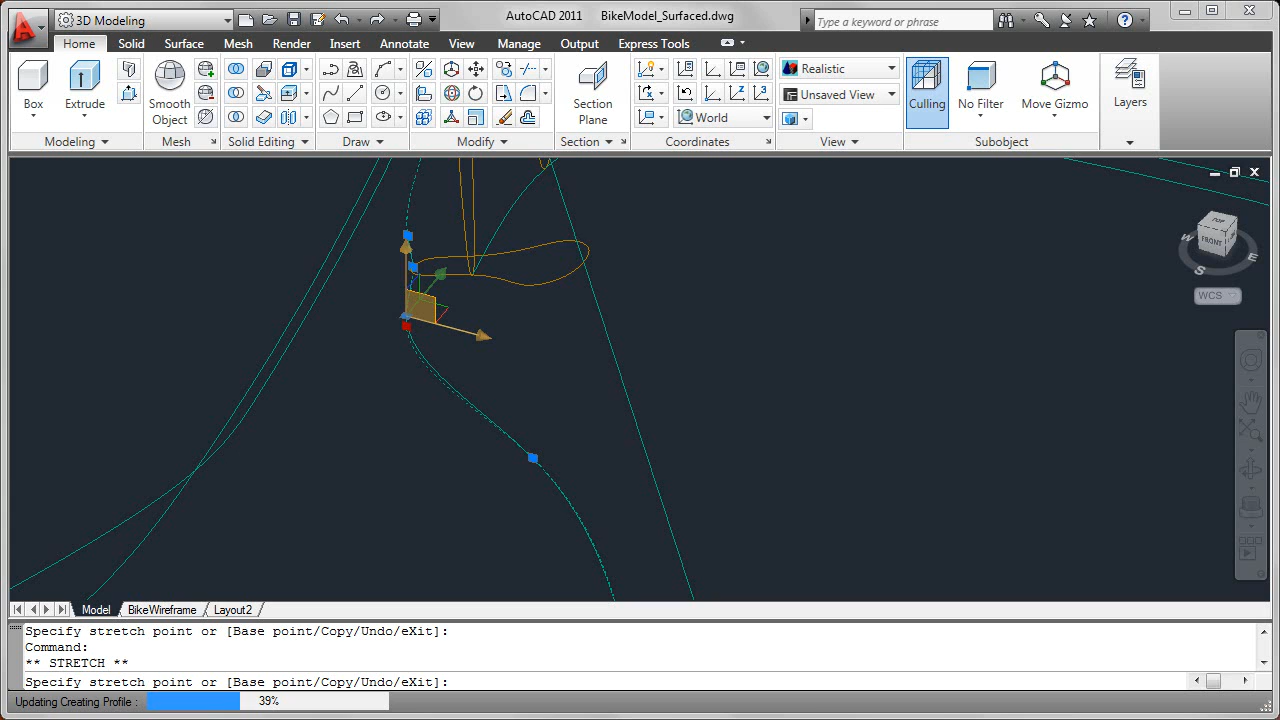 3D Modeling
AutoCAD 2011 BikeModel_Surfaced.dwg
Type a keyword or phrase
Home Solid Surface Mesh Render Insert Annotate View Manage Output Express Tools
Box
Extrude
Smooth
Object
Section
Plane
Realistic
Unsaved View
World
Culling
No Filter
Move Gizmo
Layers
Modeling
Mesh
Solid Editing
Draw
Modify
Section
Coordinates
View
Subobject
TOP
FRONT
W
S
E
WCS
Model BikeWireframe Layout2
Specify stretch point or [Base point/Copy/Undo/eXit]:
Command:
** STRETCH **
Specify stretch point or [Base point/Copy/Undo/eXit]:
Updating Creating Profile : 39%